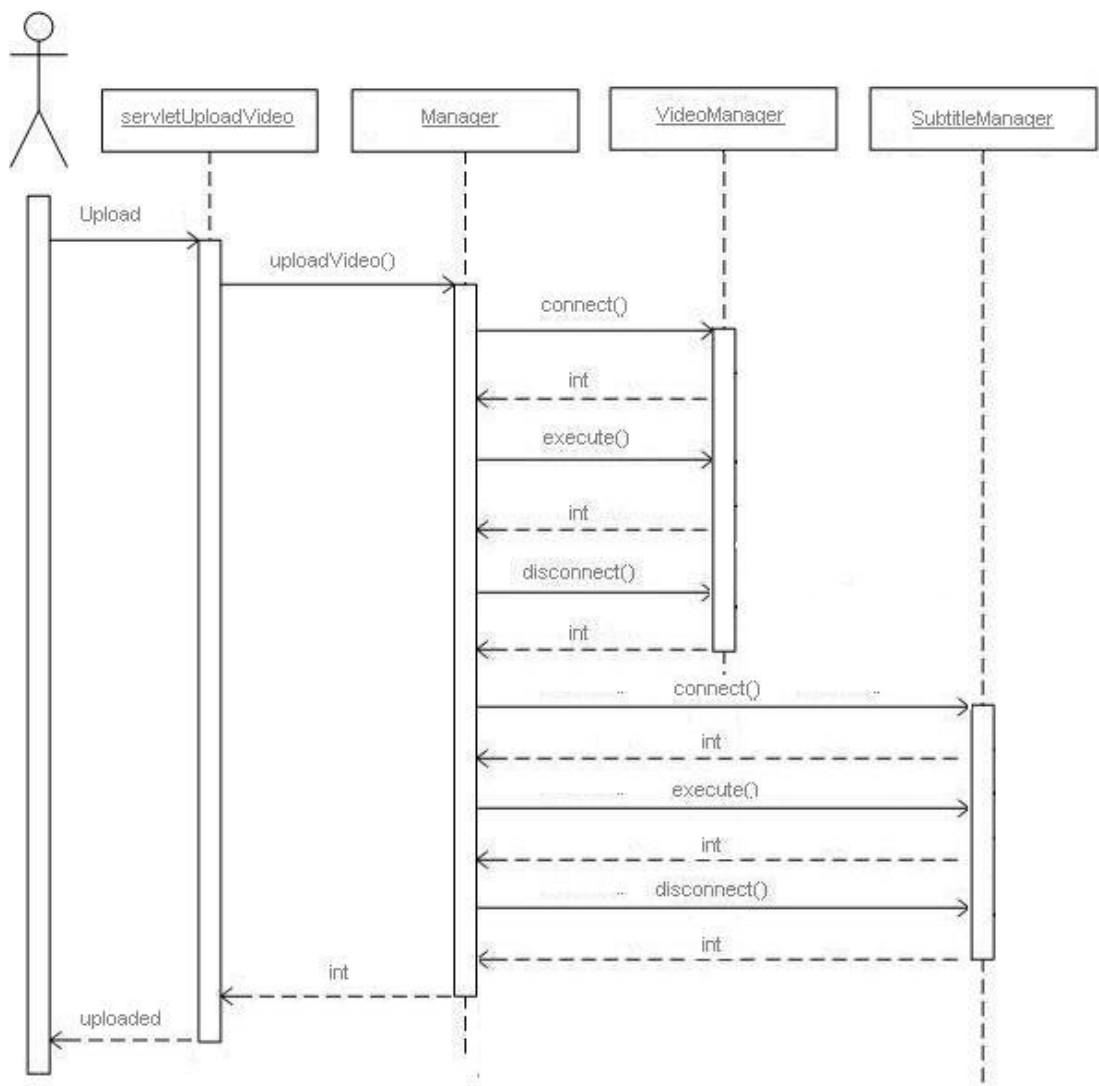 servletUploadVideo
Manager
VideoManager
SubtitleManager
Upload
uploadVideo()
connect()
int
execute()
int
disconnect()
int
connect()
int
execute()
int
disconnect()
int
int
uploaded